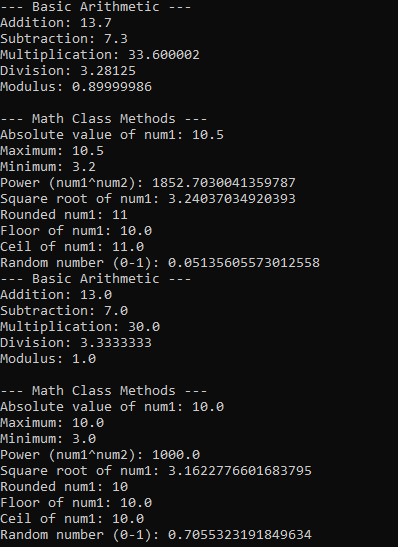 --- Basic Arithmetic ---
Addition: 13.7
Subtraction: 7.3
Multiplication: 33.600002
Division: 3.28125
Modulus: 0.89999986
--- Math Class Methods ---
Absolute value of num1: 10.5
Maximum: 10.5
Minimum: 3.2
Power (num1^num2): 1852.7030041359787
Square root of num1: 3.24037034920393
Rounded num1: 11
Floor of num1: 10.0
Ceil of num1: 11.0
Random number (0-1): 0.05135605573012558
--- Basic Arithmetic ---
Addition: 13.0
Subtraction: 7.0
Multiplication: 30.0
Division: 3.3333333
Modulus: 1.0
--- Math Class Methods ---
Absolute value of num1: 10.0
Maximum: 10.0
Minimum: 3.0
Power (num1^num2): 1000.0
Square root of num1: 3.1622776601683795
Rounded num1: 10
Floor of num1: 10.0
Ceil of num1: 10.0
Random number (0-1): 0.7055323191849634